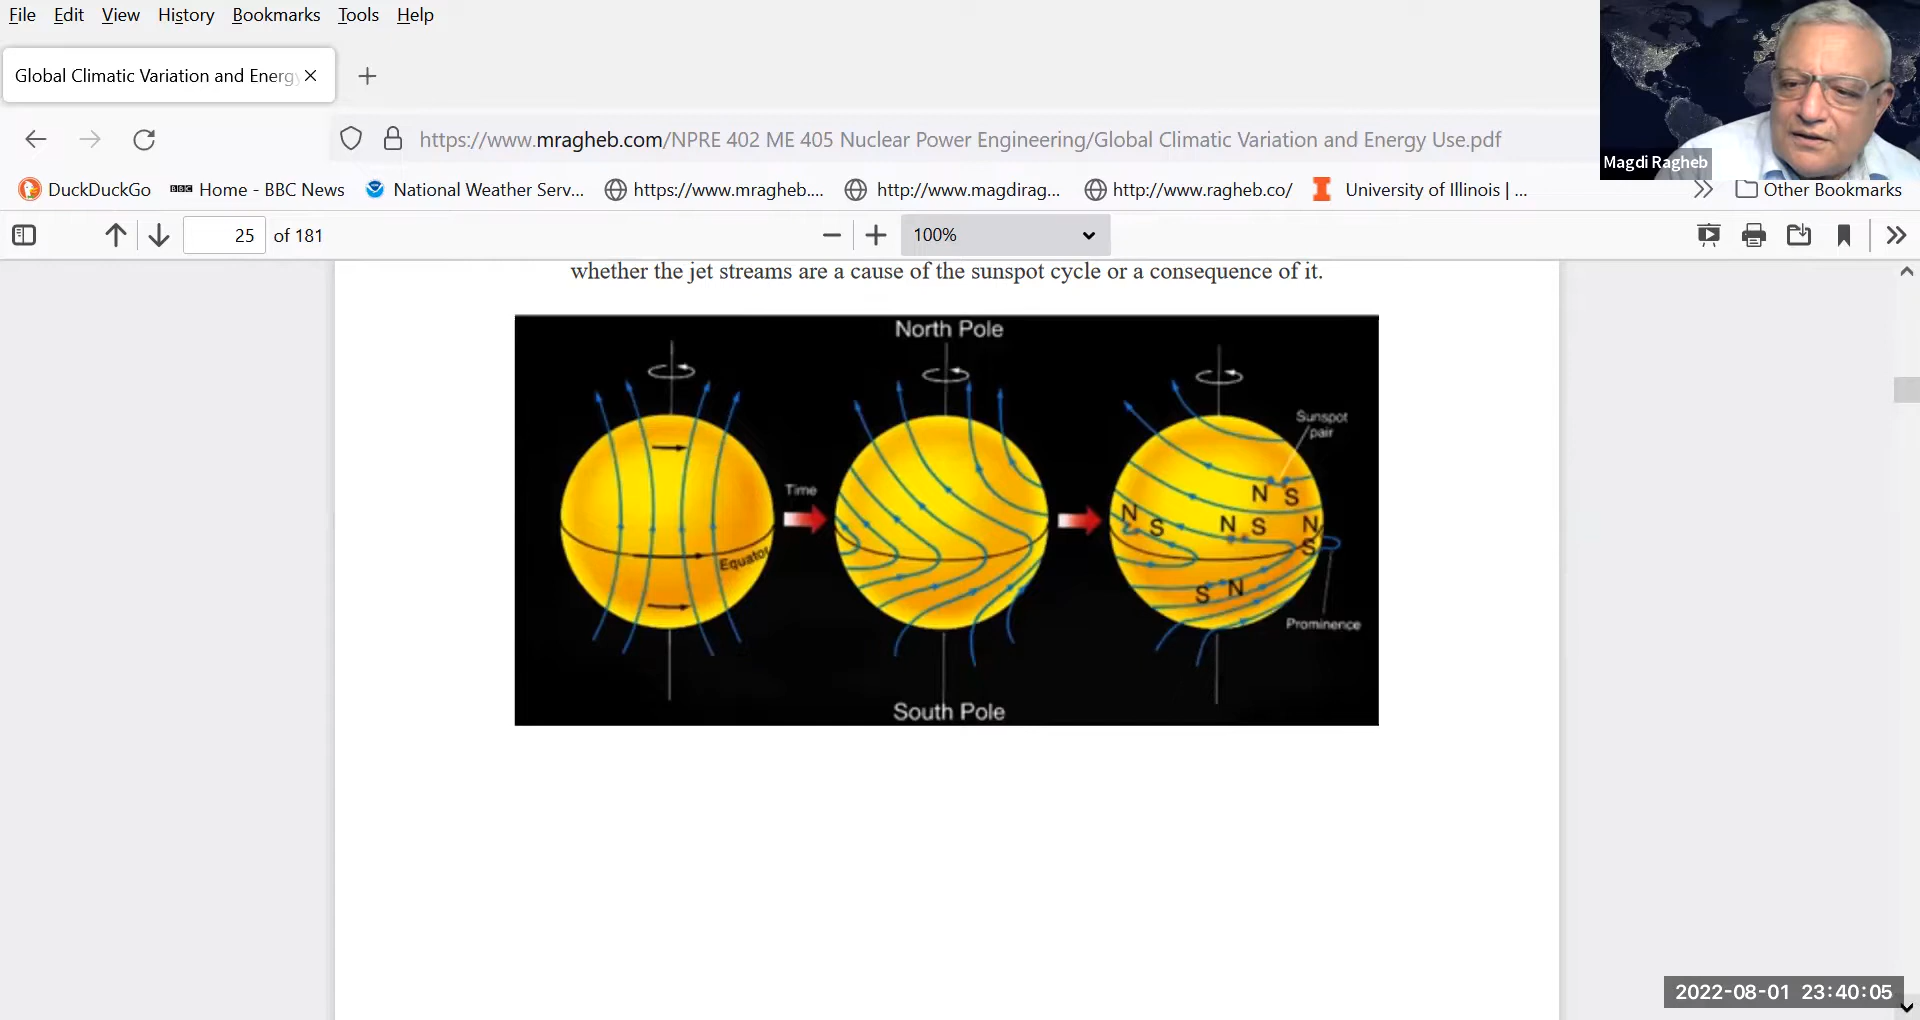 File Edit View History Bookmarks Tools Help
Global Climatic Variation and Energ
https://www.mragheb.com/NPRE 402 ME 405 Nuclear Power Engineering/Global Climatic Variation and Energy Use.pdf
Magdi Ragheb
DuckDuckGo BBC Home - BBC News National Weather Serv... https://www.mragheb.... http://www.magdirag... http://www.ragheb.co/ I University of Illinois | ... Other Bookmarks
25 of 181 100%
whether the jet streams are a cause of the sunspot cycle or a consequence of it.
North Pole
Sunspot
pair
Time
N S
N S
N S
N
S
Equator
S N
Prominence
South Pole
2022-08-01 23:40:05